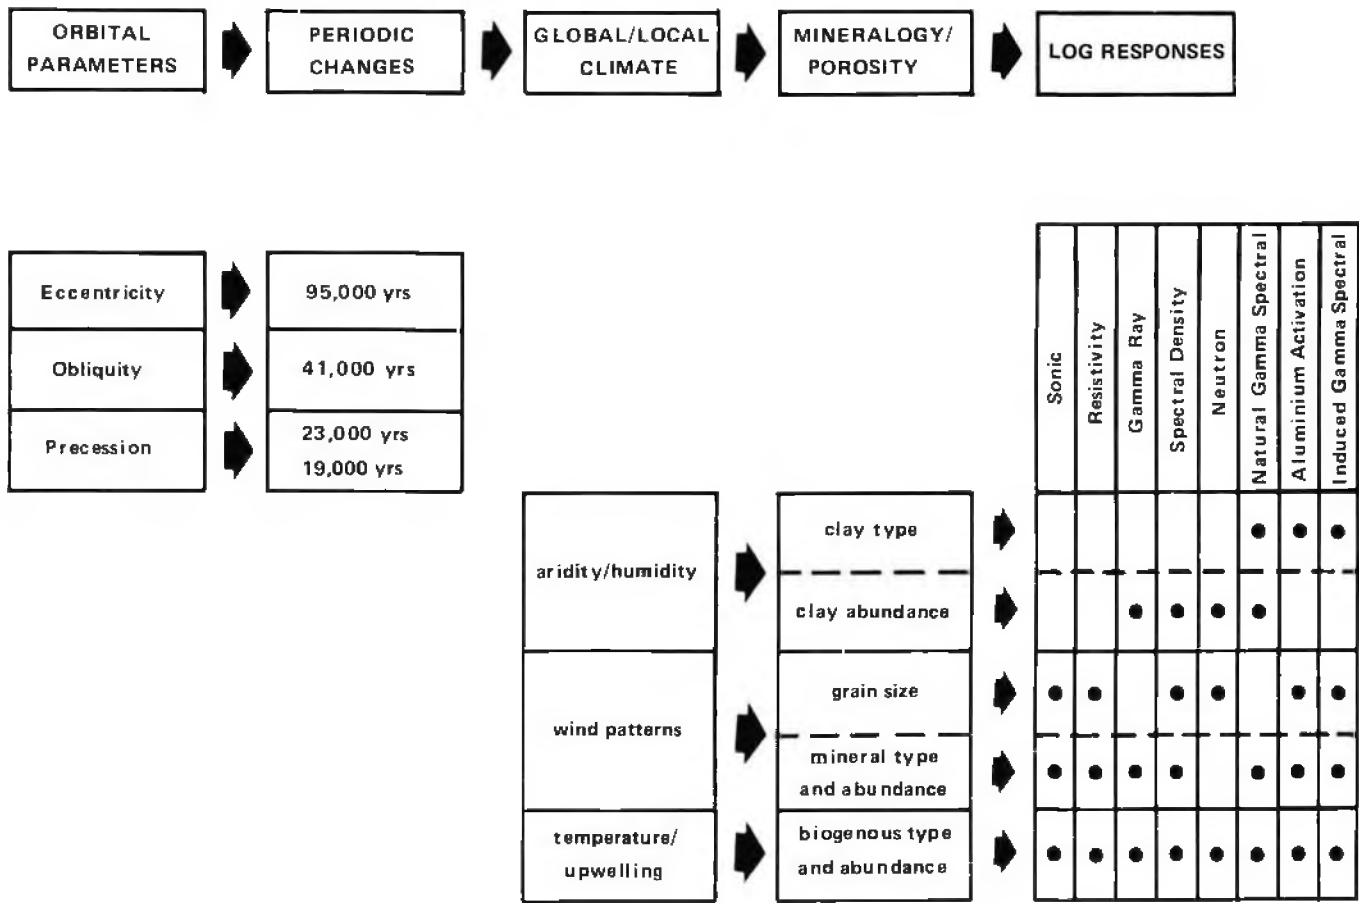 ORBITAL
PARAMETERS
PERIODIC
CHANGES
GLOBAL/LOCAL
CLIMATE
MINERALOGY/
POROSITY
LOG RESPONSES
Eccentricity
95,000 yrs
Obliquity
41,000 yrs
Precession
23,000 yrs
19,000 yrs
Sonic
Resistivity
Gamma Ray
Spectral Density
Neutron
Natural Gamma Spectral
Aluminium Activation
Induced Gamma Spectral
aridity/humidity
clay type
clay abundance
wind patterns
grain size
mineral type
and abundance
temperature/
upwelling
biogenous type
and abundance